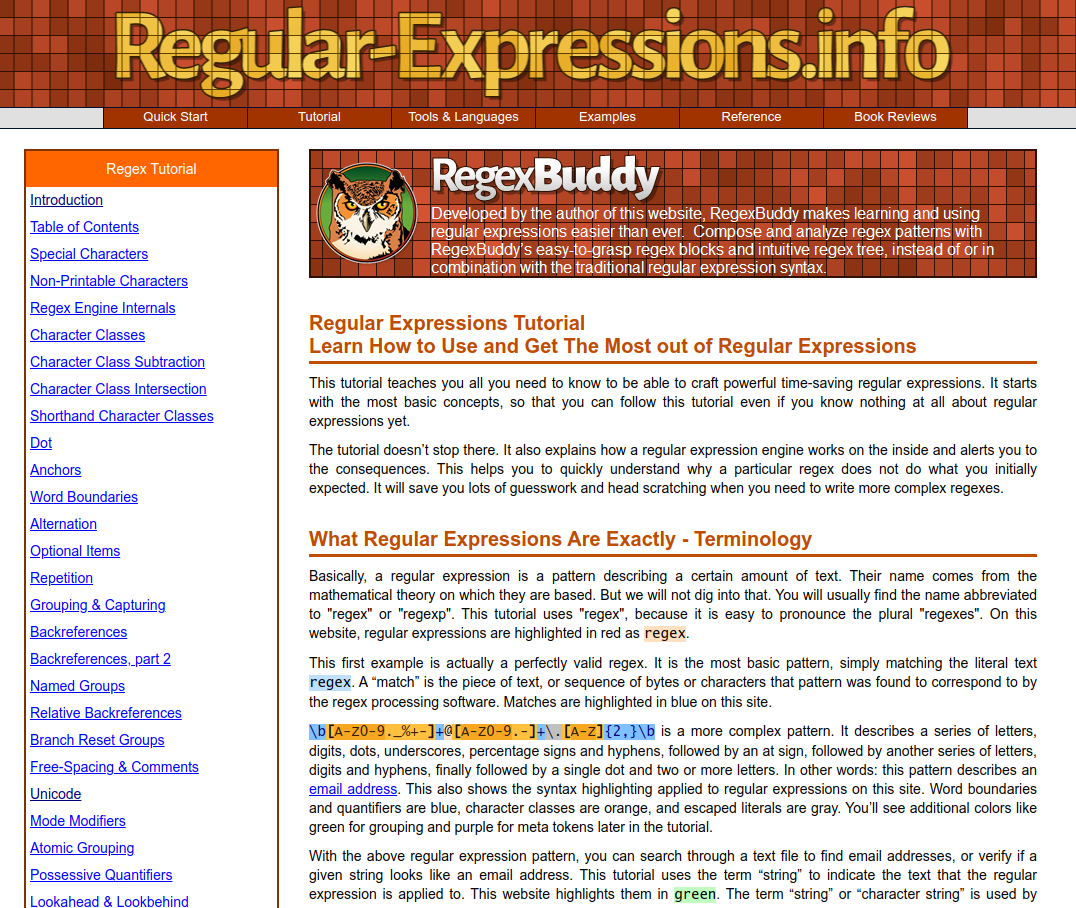 Regular-Expressions.info
Quick Start
Tutorial
Tools & Languages
Examples
Reference
Book Reviews
Regex Tutorial
Introduction
Table of Contents
Special Characters
Non-Printable Characters
Regex Engine Internals
Character Classes
Character Class Subtraction
Character Class Intersection
Shorthand Character Classes
Dot
Anchors
Word Boundaries
Alternation
Optional Items
Repetition
Grouping & Capturing
Backreferences
Backreferences, part 2
Named Groups
Relative Backreferences
Branch Reset Groups
Free-Spacing & Comments
Unicode
Mode Modifiers
Atomic Grouping
Possessive Quantifiers
Lookahead & Lookbehind
RegexBuddy
Developed by the author of this website, RegexBuddy makes learning and using
regular expressions easier than ever. Compose and analyze regex patterns with
RegexBuddy's easy-to-grasp regex blocks and intuitive regex tree, instead of or in
combination with the traditional regular expression syntax.
Regular Expressions Tutorial
Learn How to Use and Get The Most out of Regular Expressions
This tutorial teaches you all you need to know to be able to craft powerful time-saving regular expressions. It starts
with the most basic concepts, so that you can follow this tutorial even if you know nothing at all about regular
expressions yet.
The tutorial doesn’t stop there. It also explains how a regular expression engine works on the inside and alerts you to
the consequences. This helps you to quickly understand why a particular regex does not do what you initially
expected. It will save you lots of guesswork and head scratching when you need to write more complex regexes.
What Regular Expressions Are Exactly - Terminology
Basically, a regular expression is a pattern describing a certain amount of text. Their name comes from the
mathematical theory on which they are based. But we will not dig into that. You will usually find the name abbreviated
to "regex" or "regexp". This tutorial uses "regex", because it is easy to pronounce the plural "regexes". On this
website, regular expressions are highlighted in red as regex.
This first example is actually a perfectly valid regex. It is the most basic pattern, simply matching the literal text
regex. A “match” is the piece of text, or sequence of bytes or characters that pattern was found to correspond to by
the regex processing software. Matches are highlighted in blue on this site.
\b[A-Z0-9._%+-]+@[A-Z0-9.-]+\.[A-Z]{2,}\b is a more complex pattern. It describes a series of letters,
digits, dots, underscores, percentage signs and hyphens, followed by an at sign, followed by another series of letters,
digits and hyphens, finally followed by a single dot and two or more letters. In other words: this pattern describes an
email address. This also shows the syntax highlighting applied to regular expressions on this site. Word boundaries
and quantifiers are blue, character classes are orange, and escaped literals are gray. You’ll see additional colors like
green for grouping and purple for meta tokens later in the tutorial.
With the above regular expression pattern, you can search through a text file to find email addresses, or verify if a
given string looks like an email address. This tutorial uses the term “string” to indicate the text that the regular
expression is applied to. This website highlights them in green. The term “string” or “character string” is used by